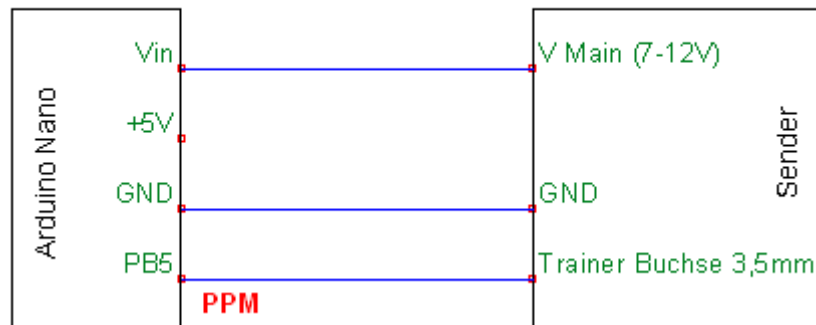 Arduino Nano
Vin
+5V
GND
PB5
PPM
V Main (7-12V)
GND
Trainer Buchse 3,5mm
Sender